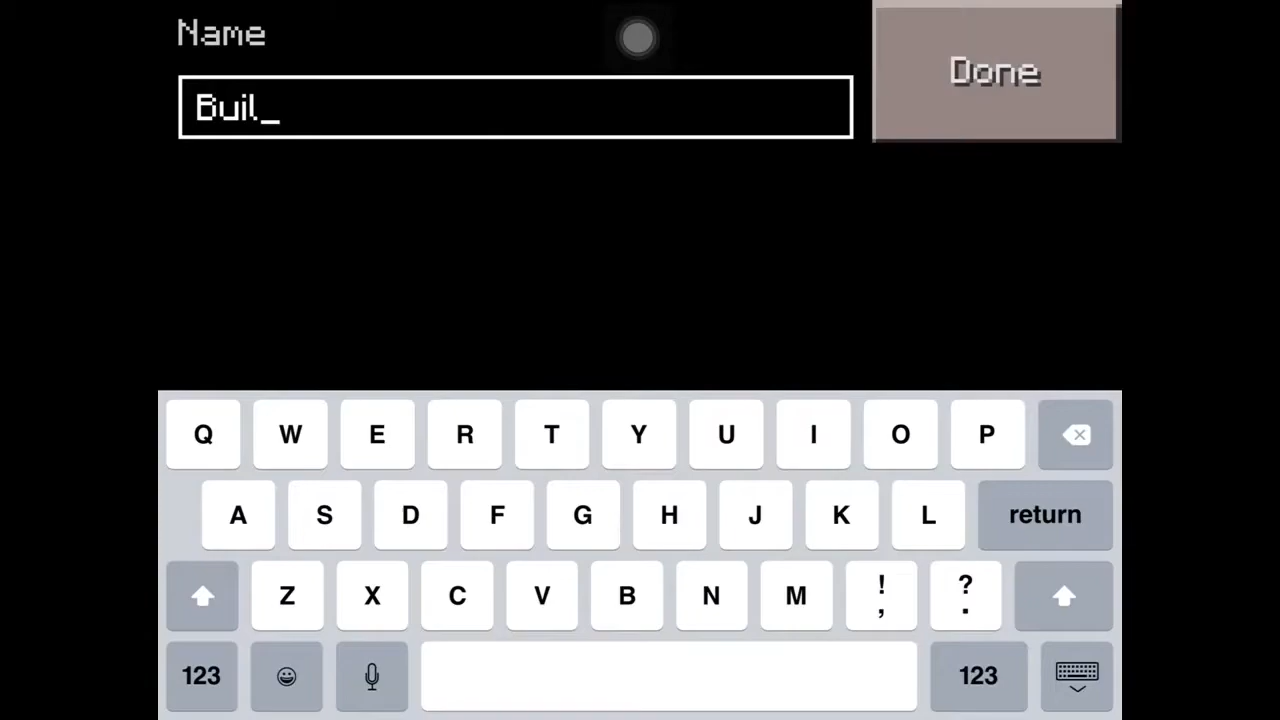 Name
Done
Buil_
Q W E R T Y U I O P
A S D F G H J K L return
Z X C V B N M ! , ? .
123 123